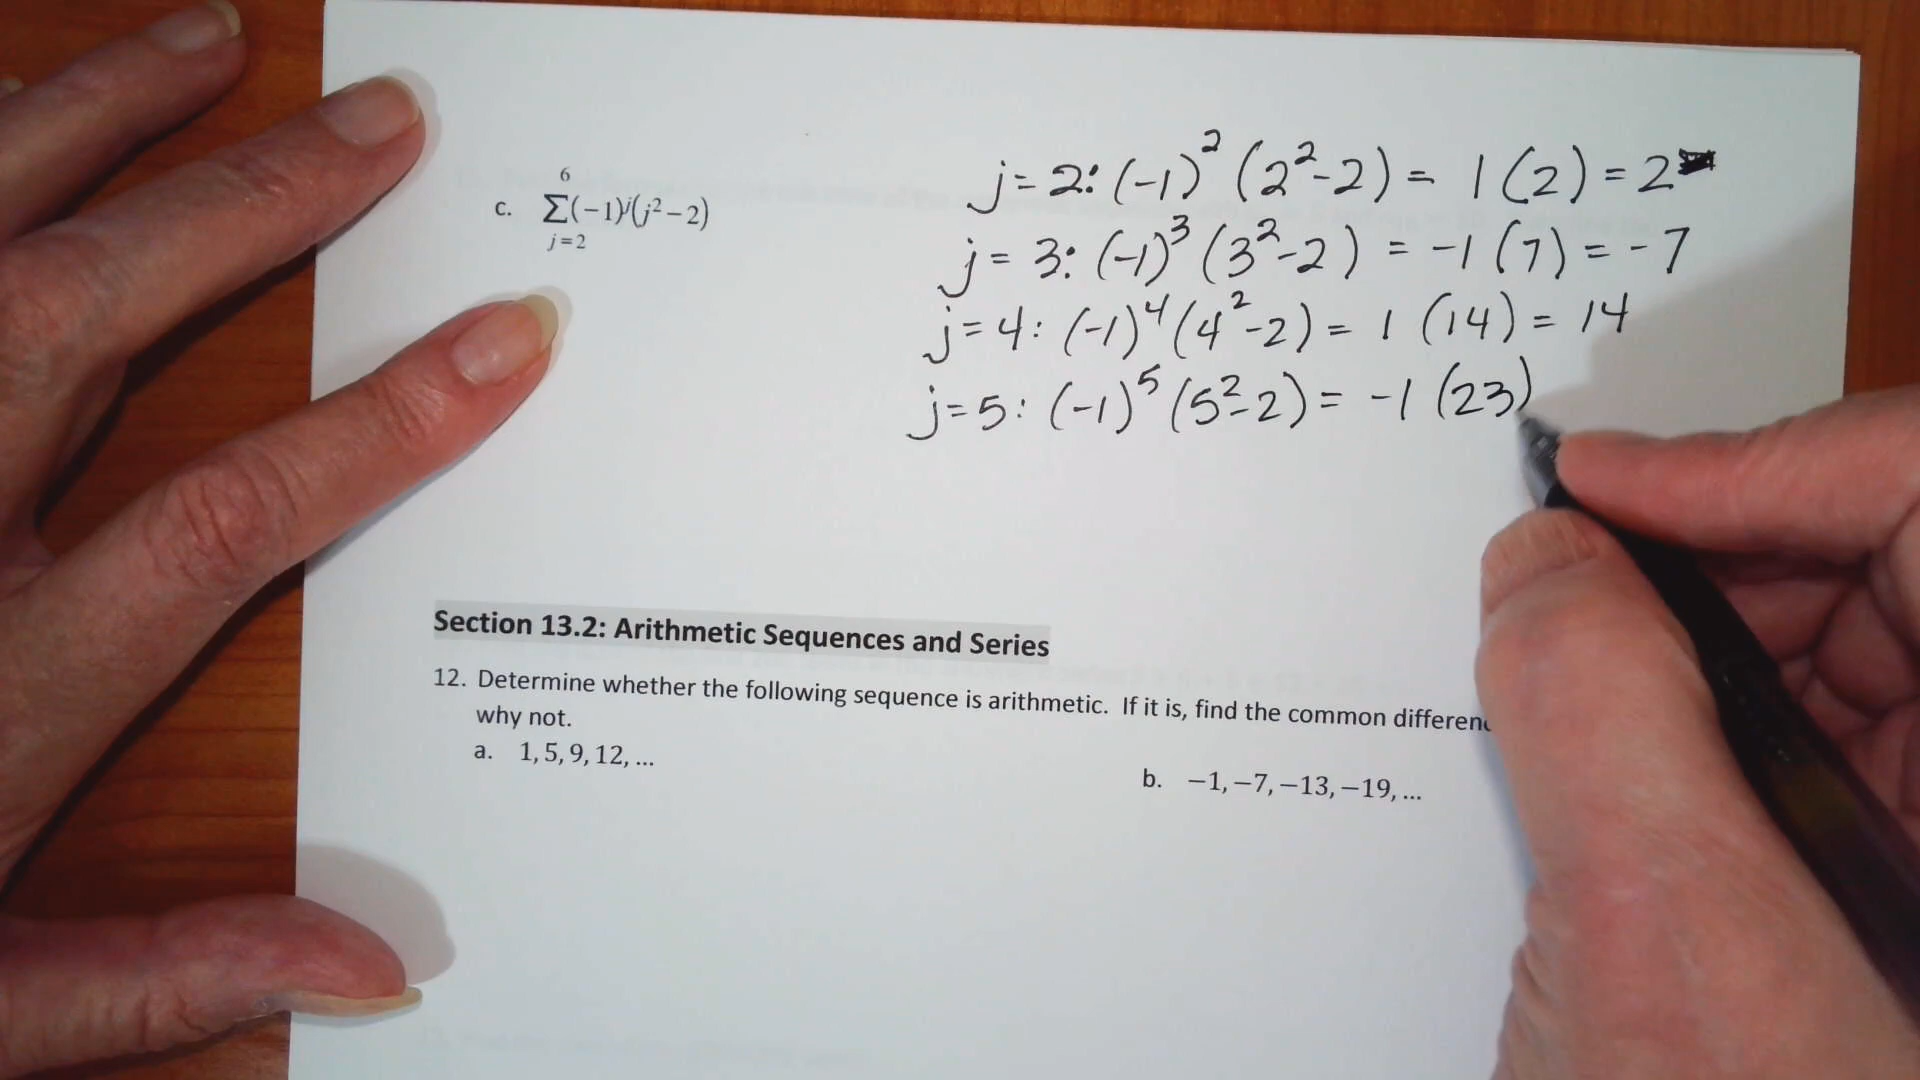 j=2: (-1)² (2²-2) = 1 (2) = 2
c. 6 Σ j=2 (−1)ʲ(j² − 2)
j= 3: (-1)³ (3²-2) = -1 (7) = -7
j=4: (-1)⁴ (4²-2) = 1 (14) = 14
j=5: (-1)⁵ (5²-2) = -1 (23)
Section 13.2: Arithmetic Sequences and Series
12. Determine whether the following sequence is arithmetic. If it is, find the common
why not.
a. 1, 5, 9, 12, ...
b. −1, −7, −13, −19, ...